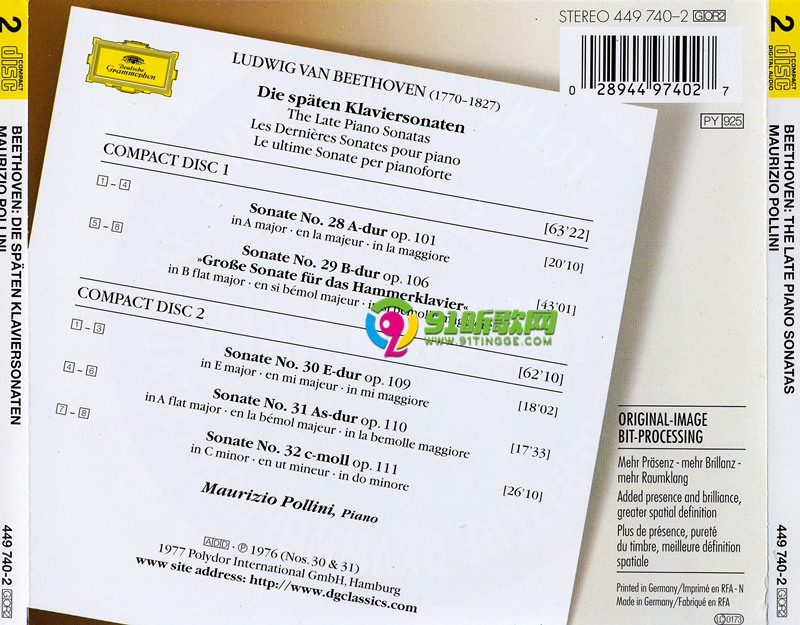 2
COMPACT
disc
DIGITAL AUDIO
BEETHOVEN: DIE SPÄTEN KLAVIERSONATEN
MAURIZIO POLLINI
449 740-2 GOR2
STEREO 449 740-2 GOR2
0 28944 97402 7
PY 925
Deutsche
Grammophon
LUDWIG VAN BEETHOVEN (1770-1827)
Die späten Klaviersonaten
The Late Piano Sonatas
Les Dernières Sonates pour piano
Le ultime Sonate per pianoforte
COMPACT DISC 1
[63'22]
1 - 4
Sonate No. 28 A-dur op. 101
in A major · en la majeur · in la maggiore
[20'10]
5 - 8
Sonate No. 29 B-dur op. 106
»Große Sonate für das Hammerklavier«
in B flat major · en si bémol majeur ·
[43'01]
91听歌网
WWW.91TINGGE.COM
COMPACT DISC 2
[62'10]
1 - 3
Sonate No. 30 E-dur op. 109
in E major · en mi majeur · in mi maggiore
[18'02]
4 - 6
Sonate No. 31 As-dur op. 110
in A flat major · en la bémol majeur · in la bemolle maggiore
[17'33]
7 - 8
Sonate No. 32 c-moll op. 111
in C minor · en ut mineur · in do minore
[26'10]
Maurizio Pollini, Piano
ADD · ℗ 1976 (Nos. 30 & 31)
1977 Polydor International GmbH, Hamburg
www site address: http://www.dgclassics.com
ORIGINAL-IMAGE
BIT-PROCESSING
Mehr Präsenz - mehr Brillanz -
mehr Raumklang
Added presence and brilliance,
greater spatial definition
Plus de présence, pureté
du timbre, meilleure définition
spatiale
Printed in Germany/Imprimé en RFA - N
Made in Germany/Fabriqué en RFA
LC 0173
2
COMPACT
disc
DIGITAL AUDIO
BEETHOVEN: THE LATE PIANO SONATAS
MAURIZIO POLLINI
449 740-2 GOR2